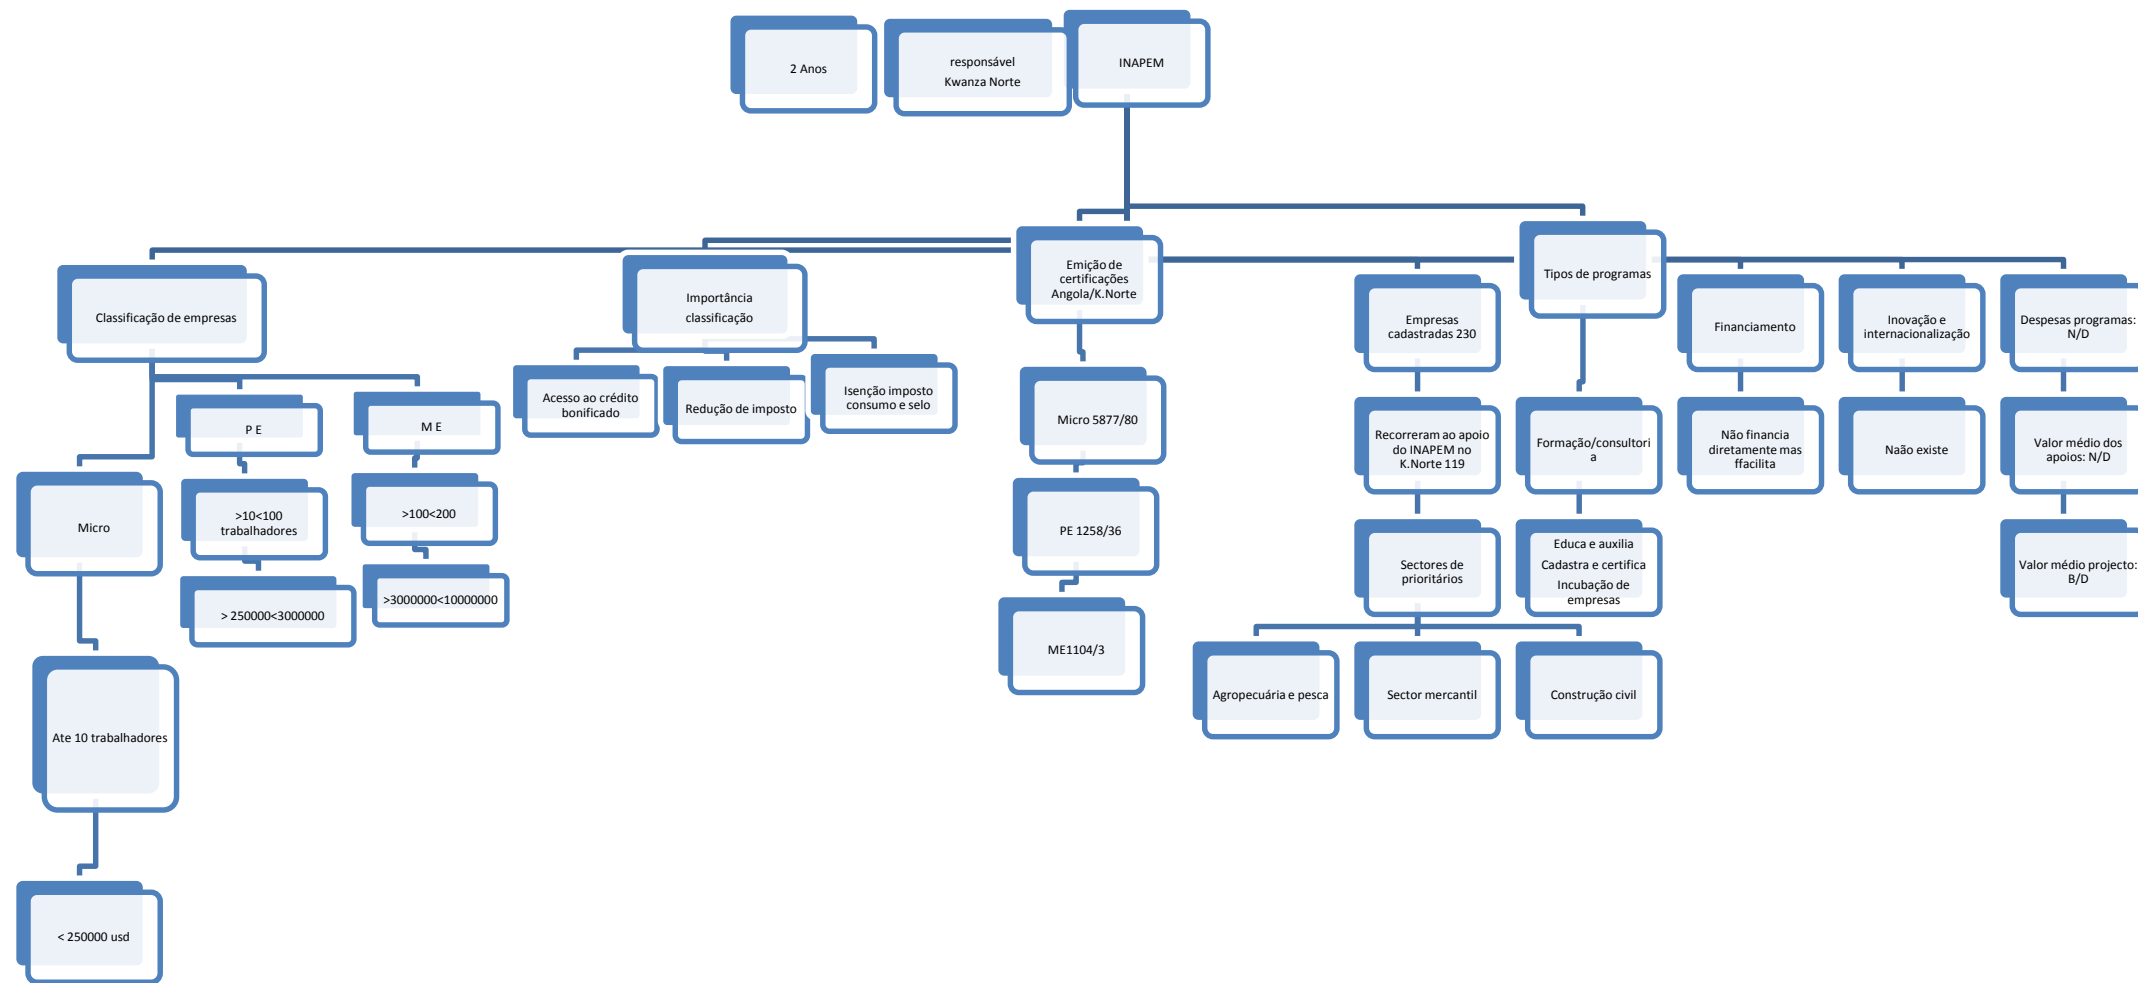 2 Anos
responsável
Kwanza Norte
INAPEM
Classificação de empresas
Importância
classificação
Emição de
certificações
Angola/K.Norte
Empresas
cadastradas 230
Tipos de programas
Financiamento
Inovação e
internacionalização
Despesas programas:
N/D
P E
M E
Acesso ao crédito
bonificado
Redução de imposto
Isenção imposto
consumo e selo
Micro 5877/80
Recorreram ao apoio
do INAPEM no
K.Norte 119
Formação/consultori
a
Não financia
diretamente mas
ffacilita
Naão existe
Valor médio dos
apoios: N/D
Micro
>10<100
trabalhadores
>100<200
PE 1258/36
Sectores de
prioritários
Educa e auxilia
Cadastra e certifica
Incubação de
empresas
Valor médio projecto:
B/D
> 250000<3000000
>3000000<10000000
ME1104/3
Agropecuária e pesca
Sector mercantil
Construção civil
Ate 10 trabalhadores
< 250000 usd